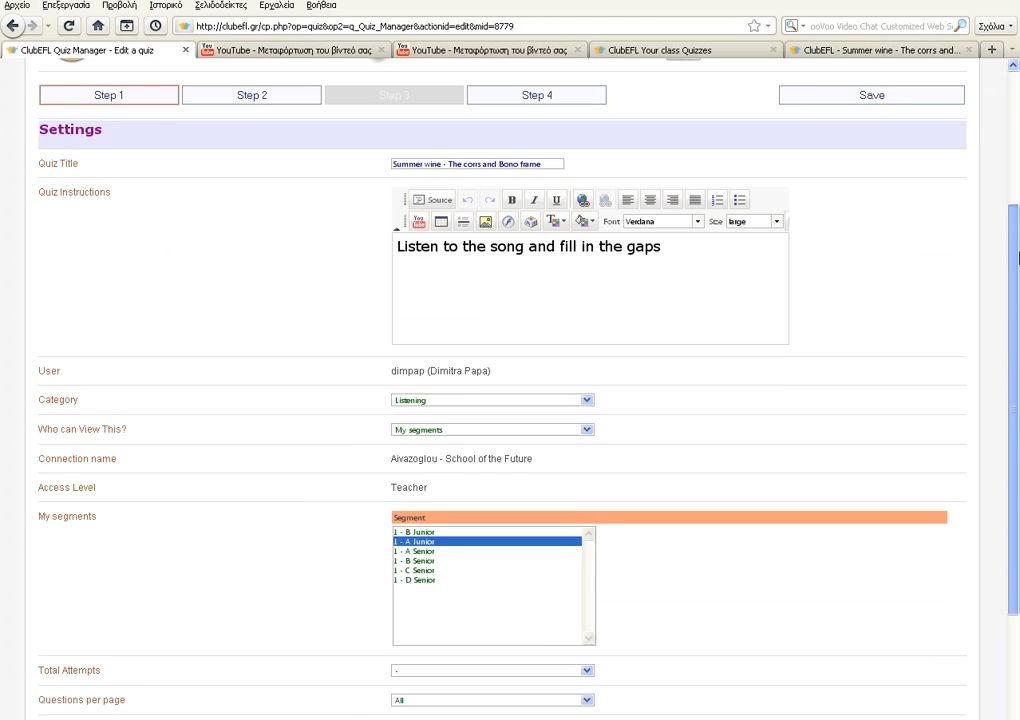 Αρχείο Επεξεργασία Προβολή Ιστορικό Σελιδοδείκτες Εργαλεία Βοήθεια
http://clubefl.gr/cp.php?op=quiz&op2=q_Quiz_Manager&actionid=edit&mid=8779
ooVoo Video Chat Customized Web S
Σχόλια
ClubEFL Quiz Manager - Edit a quiz
YouTube - Μεταφόρτωση του βίντεό σας
YouTube - Μεταφόρτωση του βίντεό σας
ClubEFL Your class Quizzes
ClubEFL - Summer wine - The corrs and...
Step 1 Step 2 Step 3 Step 4 Save
Settings
Quiz Title Summer wine - The corrs and Bono frame
Quiz Instructions
Source B I U
You Tube Font Verdana Size large
Listen to the song and fill in the gaps
User dimpap (Dimitra Papa)
Category Listening
Who can View This? My segments
Connection name Aivazoglou - School of the Future
Access Level Teacher
My segments Segment
1 - B Junior
1 - A Junior
1 - A Senior
1 - B Senior
1 - C Senior
1 - D Senior
Total Attempts -
Questions per page All